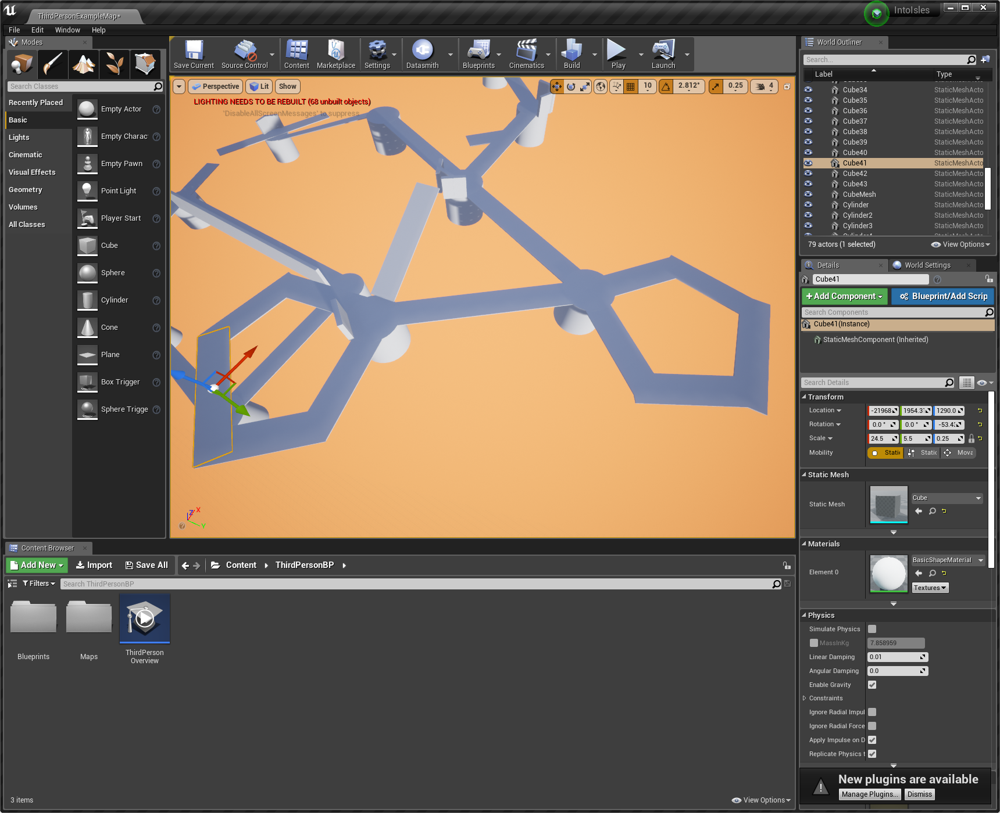 ThirdPersonExampleMap*
IntoIsles
File Edit Window Help
Modes
Search Classes
Recently Placed
Basic
Lights
Cinematic
Visual Effects
Geometry
Volumes
All Classes
Empty Actor
Empty Charac
Empty Pawn
Point Light
Player Start
Cube
Sphere
Cylinder
Cone
Plane
Box Trigger
Sphere Trigge
Save Current Source Control Content Marketplace Settings Datasmith Blueprints Cinematics Build Play Launch
Perspective Lit Show 10 2.812° 0.25 4
LIGHTING NEEDS TO BE REBUILT (68 unbuilt objects)
'DisableAllScreenMessages' to suppress
Z X
Y
World Outliner
Search...
Label Type
Cube34 StaticMeshActo
Cube35 StaticMeshActo
Cube36 StaticMeshActo
Cube37 StaticMeshActo
Cube38 StaticMeshActo
Cube39 StaticMeshActo
Cube40 StaticMeshActo
Cube41 StaticMeshActo
Cube42 StaticMeshActo
Cube43 StaticMeshActo
CubeMesh StaticMeshActo
Cylinder StaticMeshActo
Cylinder2 StaticMeshActo
Cylinder3 StaticMeshActo
79 actors (1 selected) View Options
Details World Settings
Cube41
+Add Component Blueprint/Add Scrip
Search Components
Cube41(Instance)
StaticMeshComponent (Inherited)
Search Details
Transform
Location -21968 1954.31 1290.0
Rotation 0.0 ° 0.0 ° -53.43
Scale 24.5 5.5 0.25
Mobility Static Static Mova
Static Mesh
Static Mesh Cube
Materials
Element 0 BasicShapeMaterial
Textures
Physics
Simulate Physics
MassInKg 7.858959
Linear Damping 0.01
Angular Damping 0.0
Enable Gravity
Constraints
Ignore Radial Impul
Ignore Radial Force
Apply Impulse on D
Replicate Physics t
New plugins are available
Manage Plugins... Dismiss
Content Browser
Add New Import Save All Content ThirdPersonBP
Filters Search ThirdPersonBP
Blueprints
Maps
ThirdPerson
Overview
3 items View Options